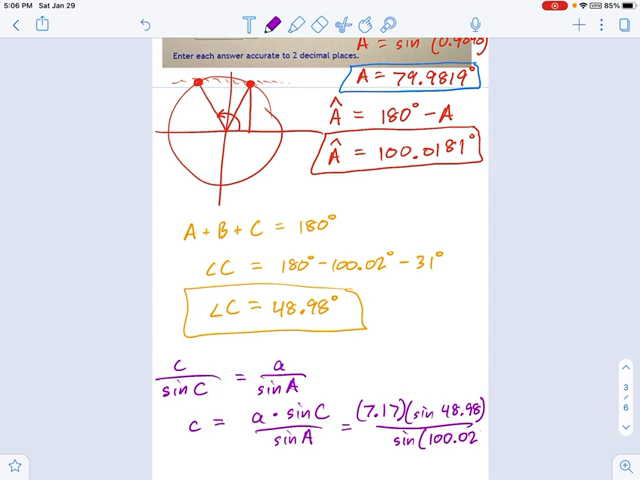 5:06 PM Sat Jan 29
85%
Enter each answer accurate to 2 decimal places.
A = 79.9819°
Â = 180° - A
Â = 100.0181°
A + B + C = 180°
∠C = 180° - 100.02° - 31°
∠C = 48.98°
c / sin C = a / sin A
c = a · sin C / sin A = (7.17)(sin 48.98) / sin(100.02
3 / 6